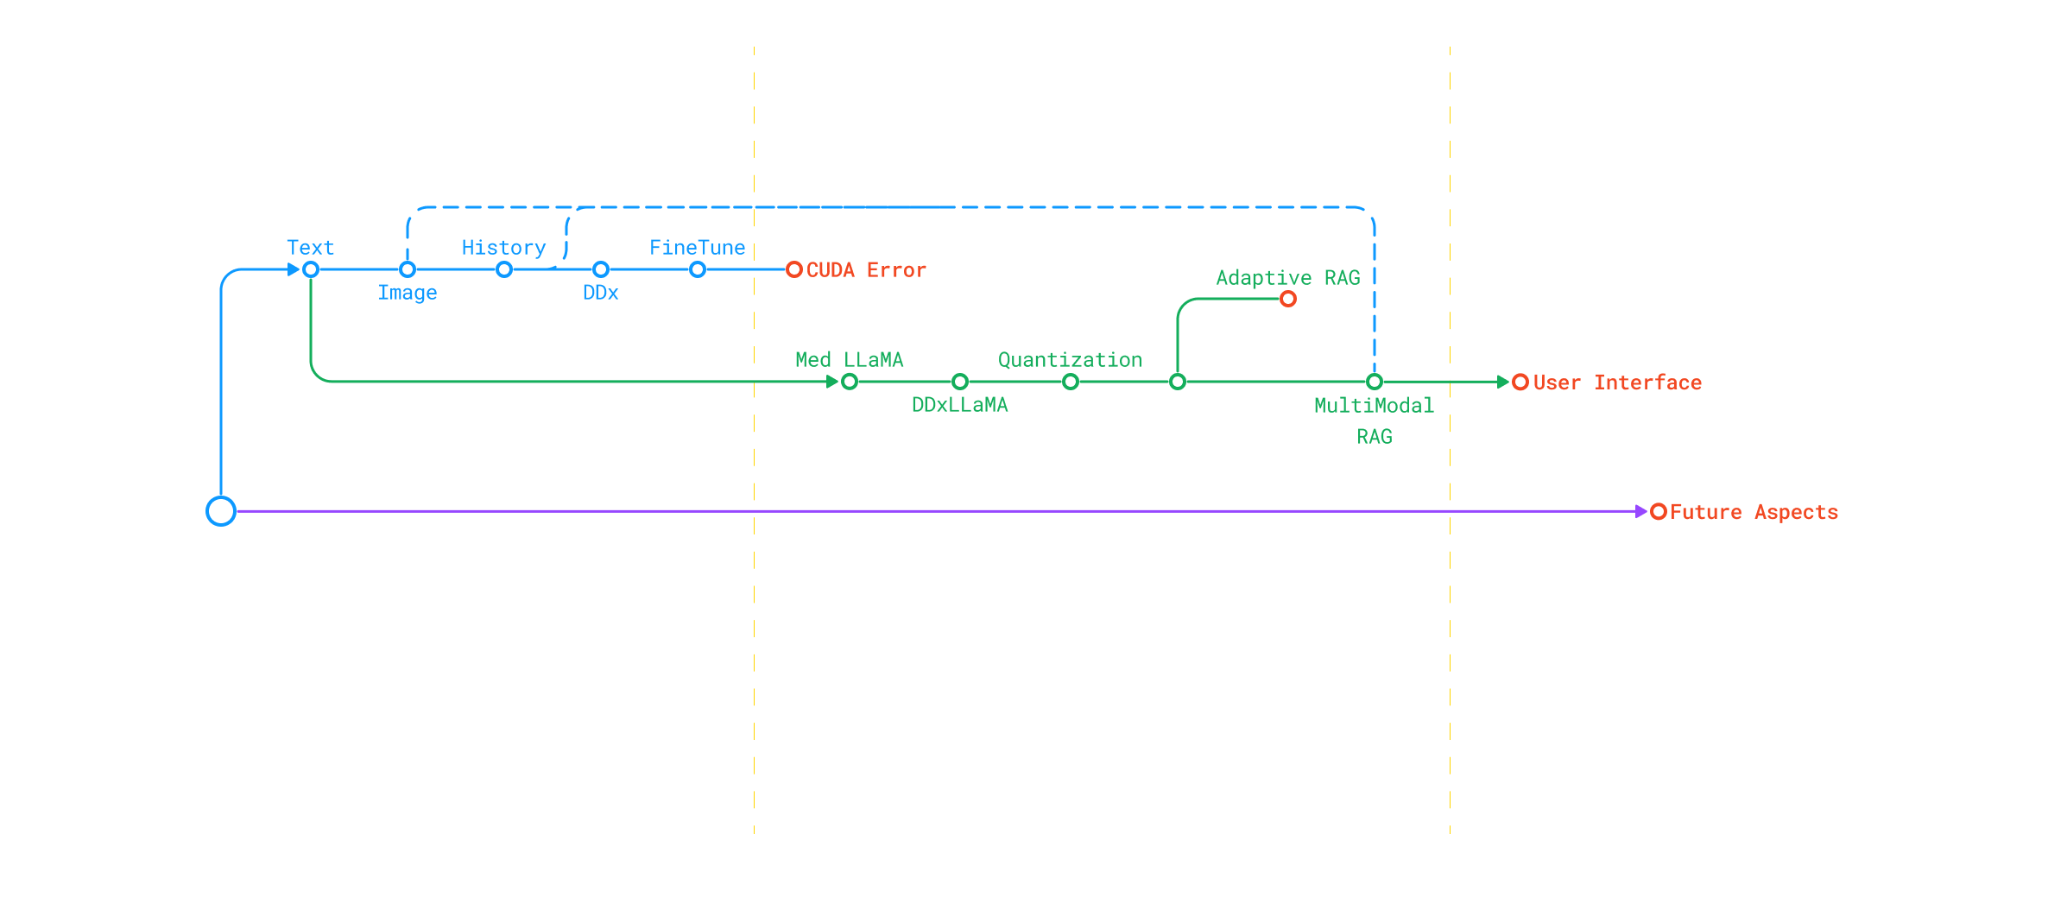 Text
History
FineTune
Image
DDx
CUDA Error
Adaptive RAG
Med LLaMA
Quantization
DDxLLaMA
MultiModal
RAG
User Interface
Future Aspects